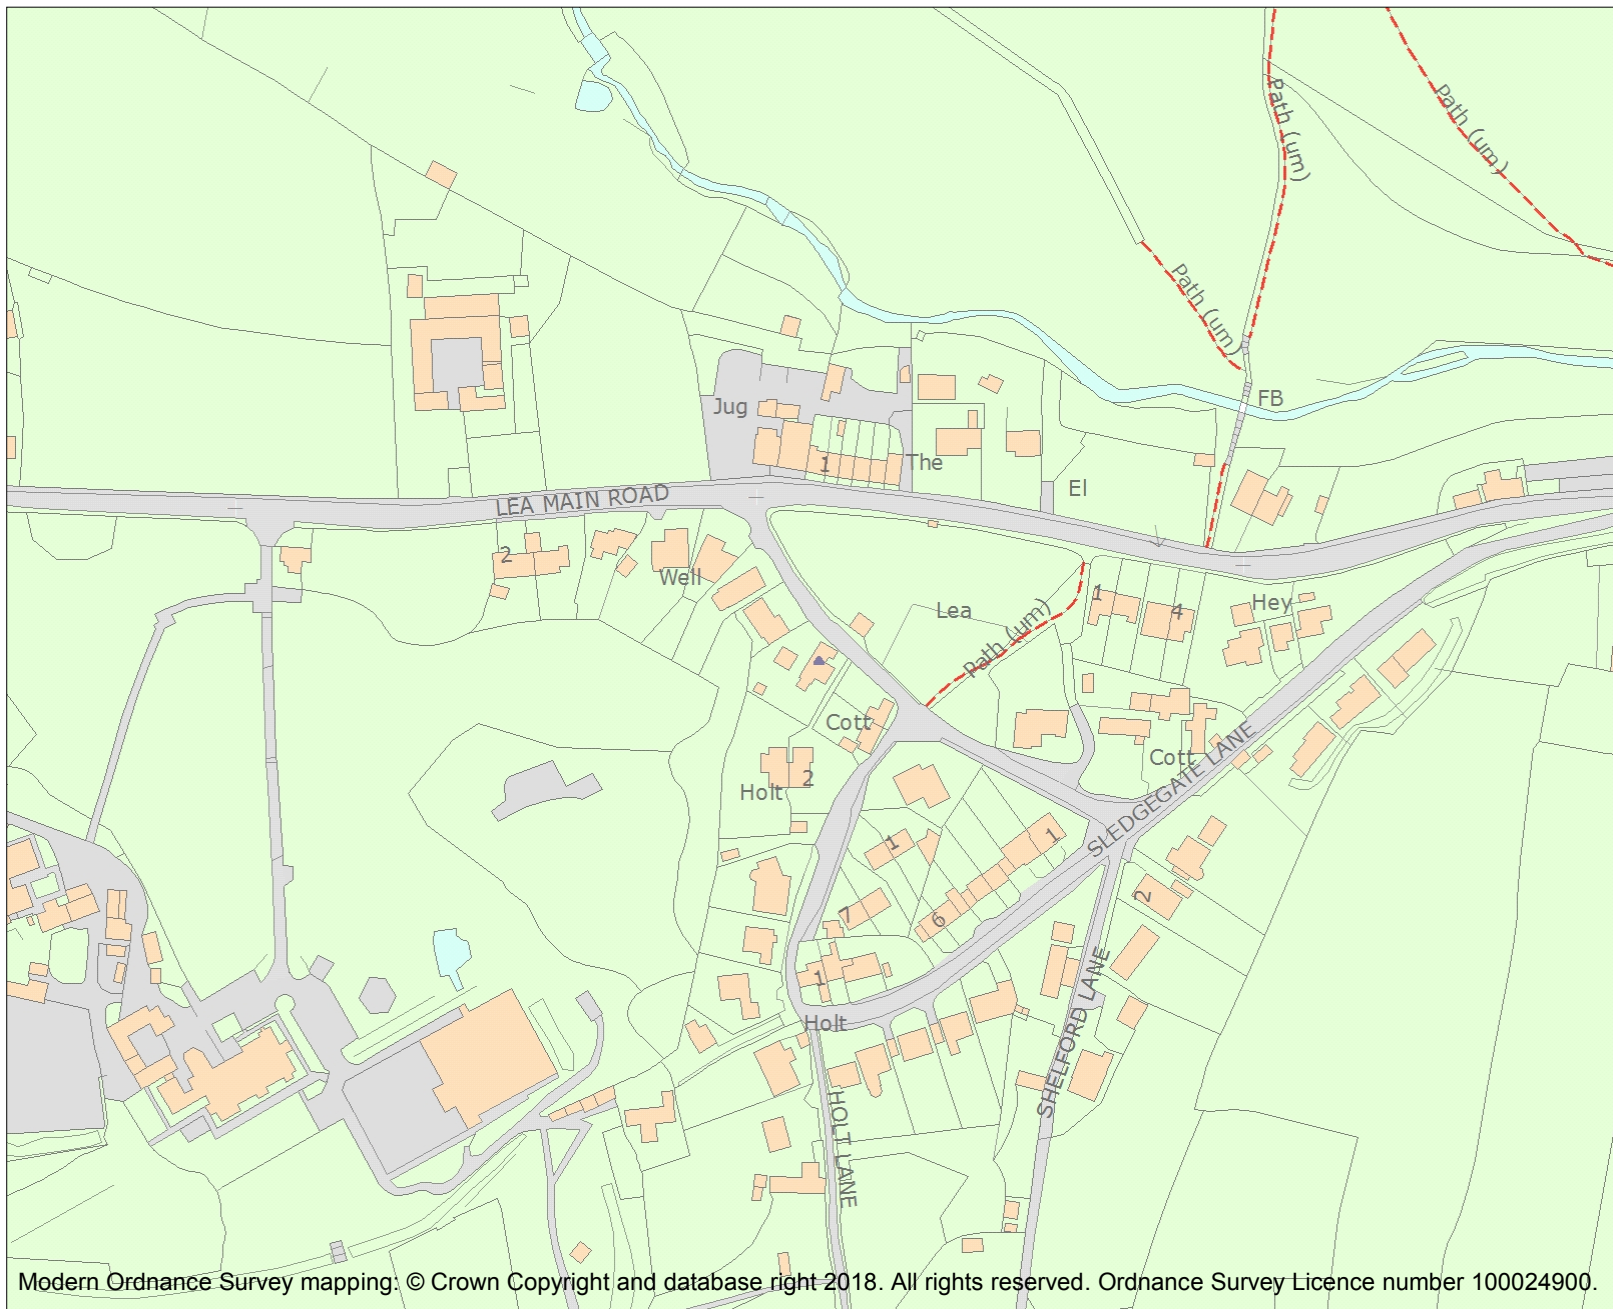 Path (um)
Path (um)
Path (um)
FB
Jug
1
The
El
LEA MAIN ROAD
2
Well
Lea
Path (um)
1
4
Hey
Cott
Cott
Holt
2
SLEDGEGATE LANE
1
1
7
6
2
1
Holt
SHELFORD LANE
HOLT LANE
Modern Ordnance Survey mapping: © Crown Copyright and database right 2018. All rights reserved. Ordnance Survey Licence number 100024900.